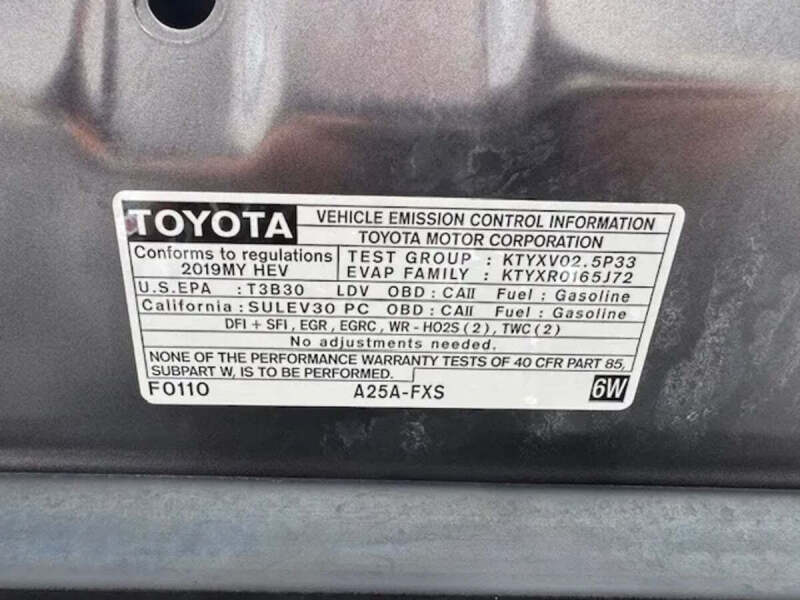 TOYOTA VEHICLE EMISSION CONTROL INFORMATION
TOYOTA MOTOR CORPORATION
Conforms to regulations
2019MY HEV
TEST GROUP : KTYXV02.5P33
EVAP FAMILY : KTYXR0165J72
U.S.EPA : T3B30 LDV OBD : CAII Fuel : Gasoline
California : SULEV30 PC OBD : CAII Fuel : Gasoline
DFI + SFI, EGR, EGRC, WR - HO2S (2), TWC (2)
No adjustments needed.
NONE OF THE PERFORMANCE WARRANTY TESTS OF 40 CFR PART 85,
SUBPART W, IS TO BE PERFORMED.
F0110 A25A-FXS 6W